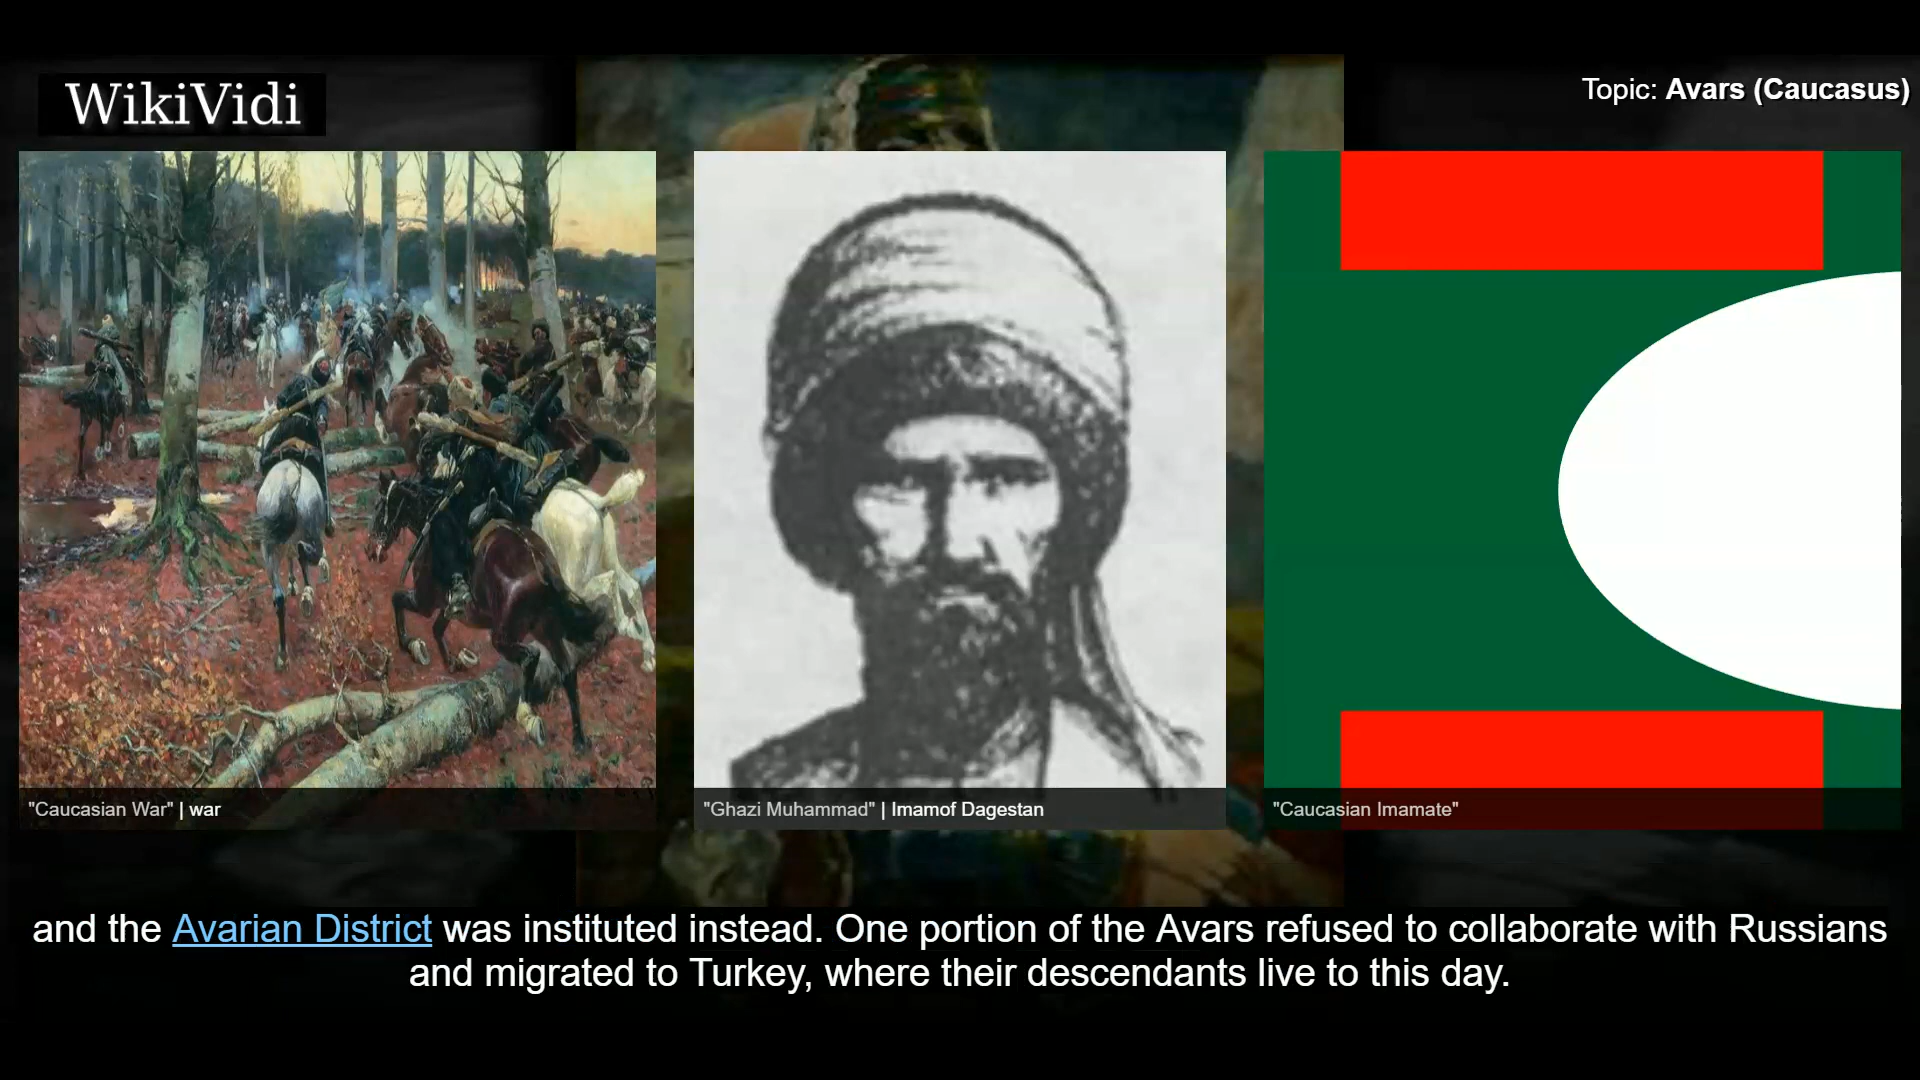 WikiVidi
Topic: Avars (Caucasus)
"Caucasian War" | war
"Ghazi Muhammad" | Imamof Dagestan
"Caucasian Imamate"
and the Avarian District was instituted instead. One portion of the Avars refused to collaborate with Russians
and migrated to Turkey, where their descendants live to this day.